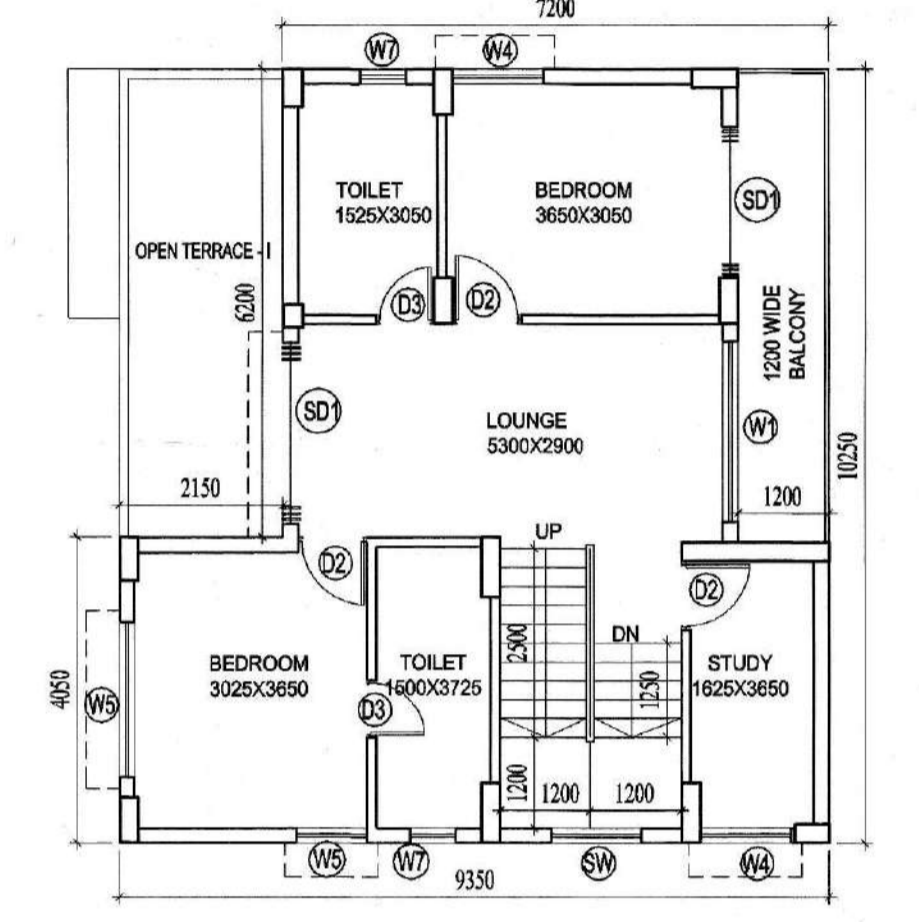 7200
W7
W4
TOILET
1525X3050
BEDROOM
3650X3050
SD1
OPEN TERRACE - I
6200
D3
D2
1200 WIDE
BALCONY
SD1
LOUNGE
5300X2900
W1
10250
2150
1200
UP
D2
D2
DN
2500
BEDROOM
3025X3650
TOILET
1500X3725
STUDY
1625X3650
1250
4050
W5
D3
1200
1200
1200
W5
W7
SW
W4
9350